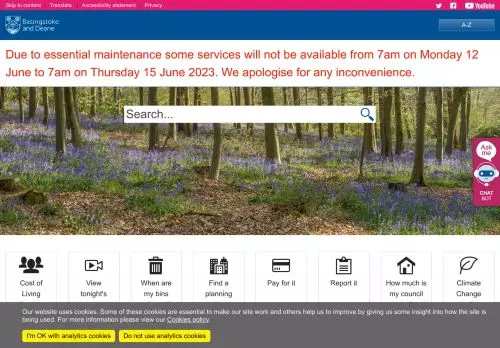 Skip to content Translate Accessibility statement Privacy YouTube
Basingstoke
and Deane
A-Z
Due to essential maintenance some services will not be available from 7am on Monday 12
June to 7am on Thursday 15 June 2023. We apologise for any inconvenience.
Search...
Ask
me
CHAT
BOT
Cost of View When are Find a Pay for it Report it How much is Climate
Living tonight's my bins planning my council Change
Our website uses cookies. Some of these cookies are essential to make our site work and others help us to improve by giving us some insight into how the site is
being used. For more information please view our Cookies policy.
I'm OK with analytics cookies Do not use analytics cookies